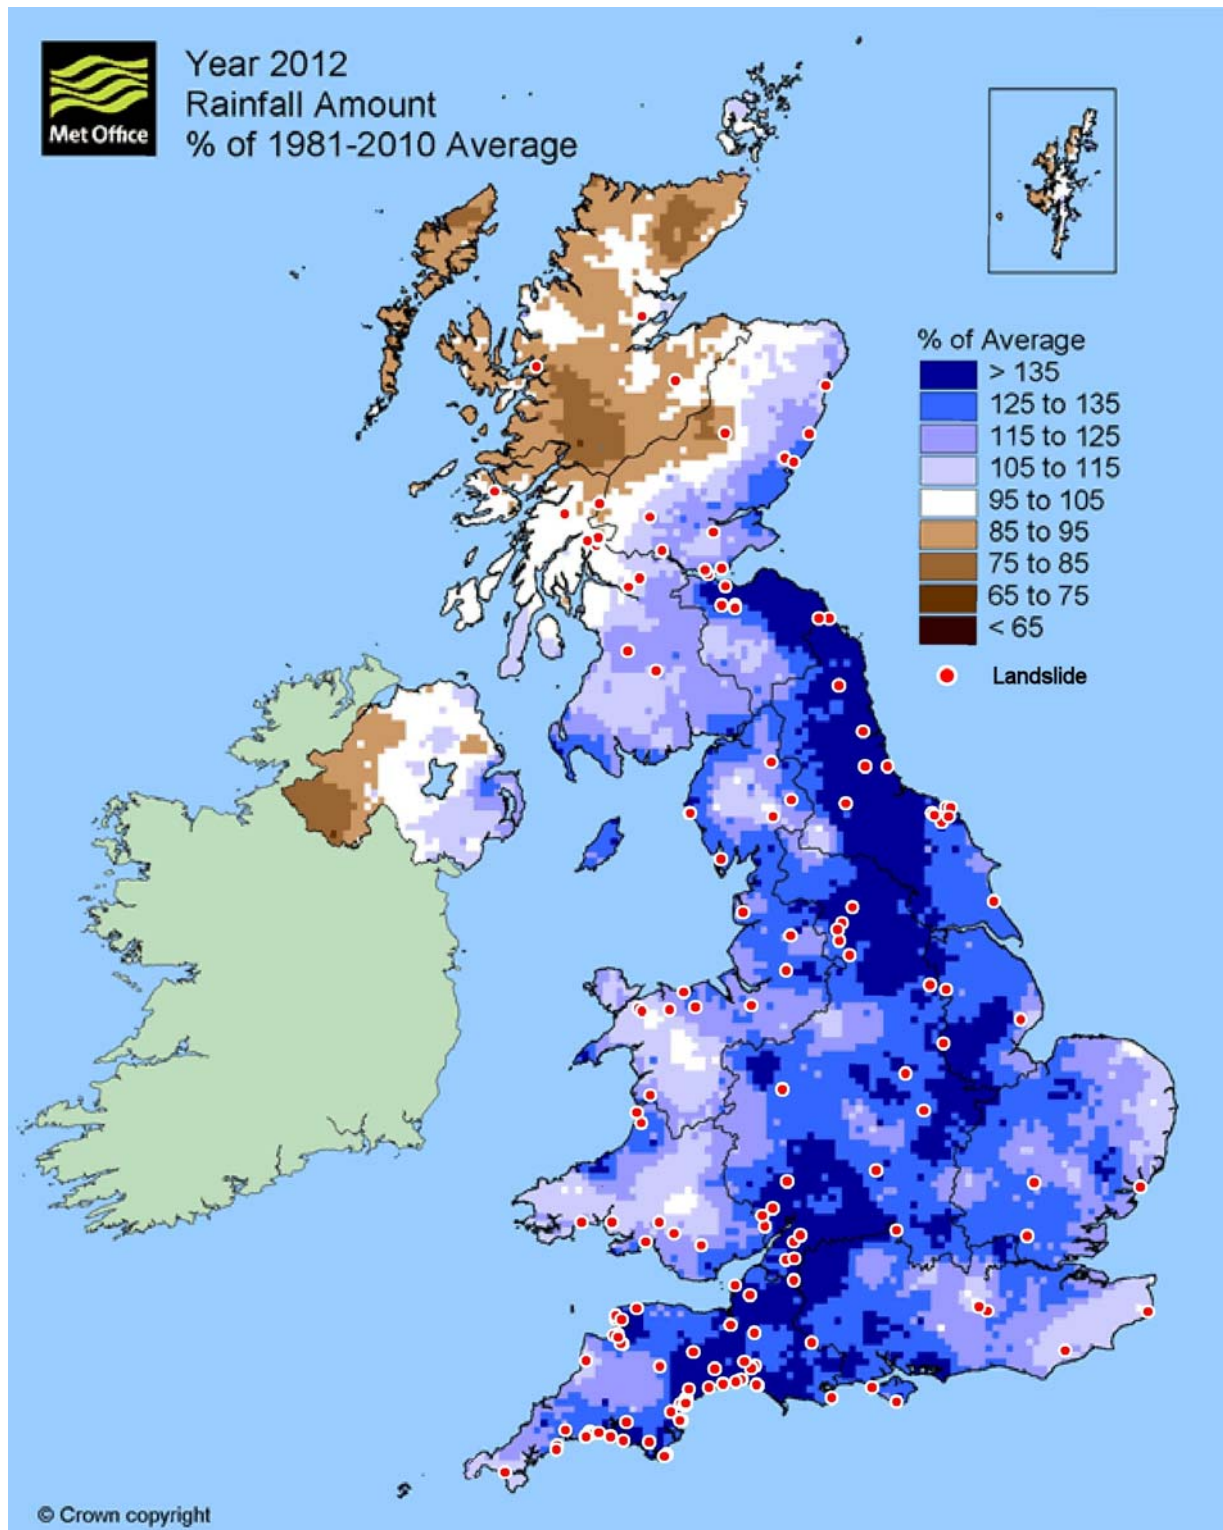 Met Office
Year 2012
Rainfall Amount
% of 1981-2010 Average
% of Average
> 135
125 to 135
115 to 125
105 to 115
95 to 105
85 to 95
75 to 85
65 to 75
< 65
Landslide
© Crown copyright